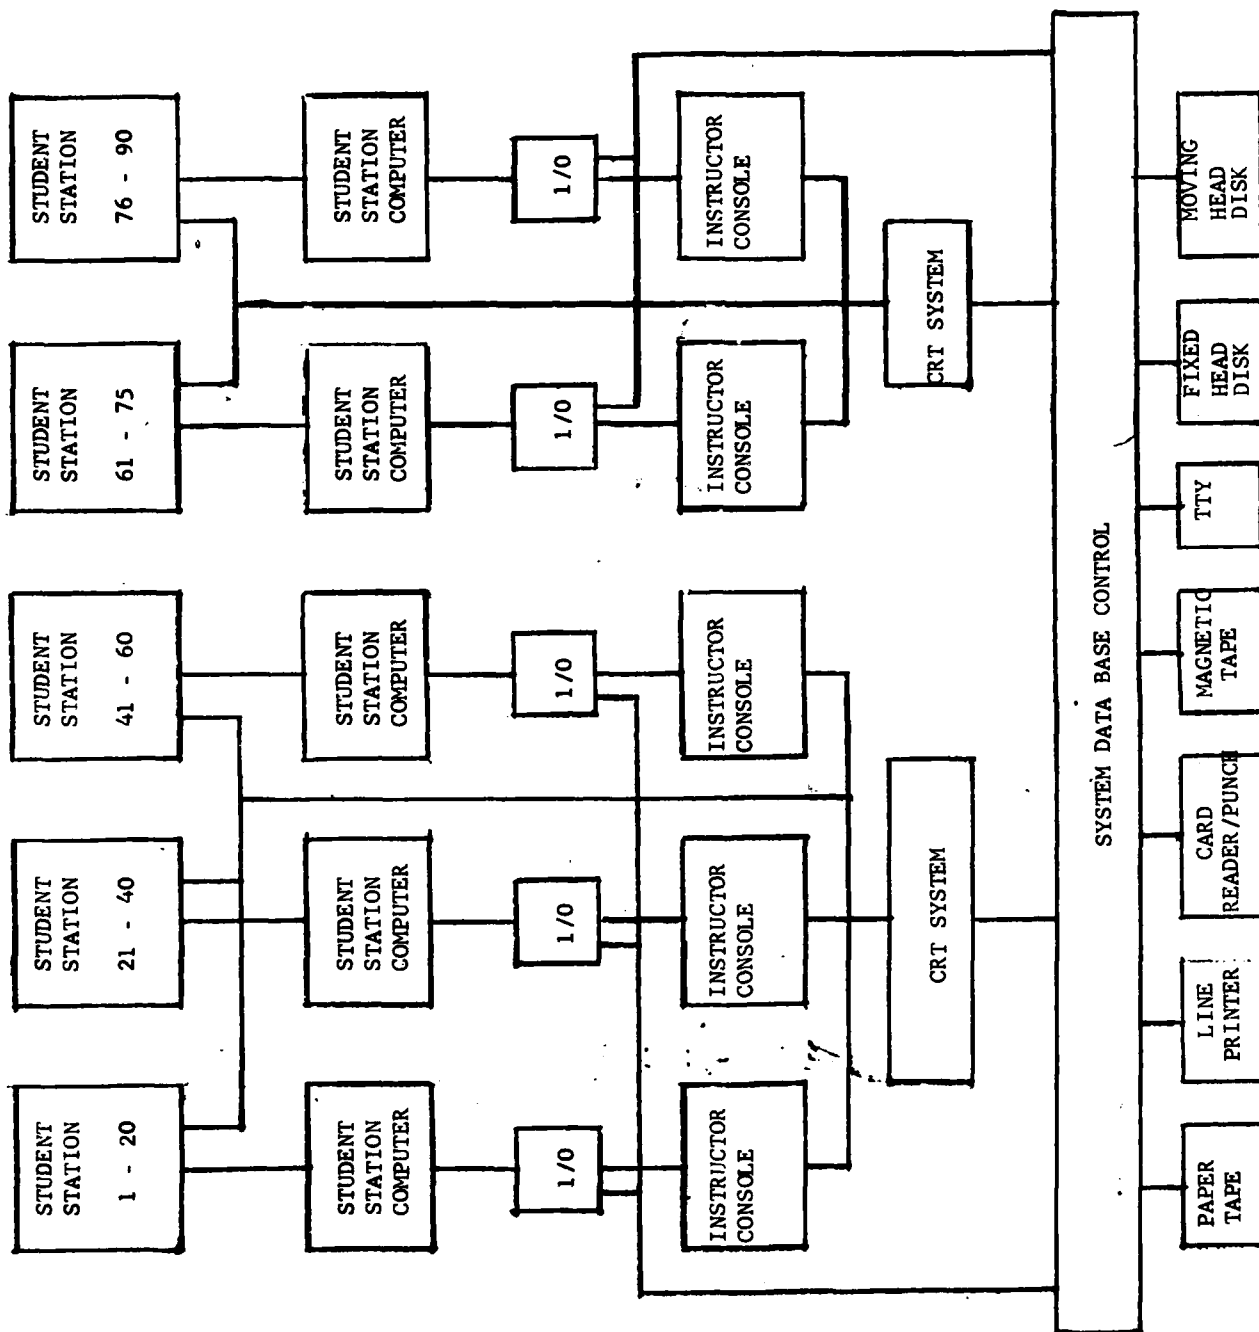 STUDENT
STATION
1 - 20
STUDENT
STATION
21 - 40
STUDENT
STATION
41 - 60
STUDENT
STATION
61 - 75
STUDENT
STATION
76 - 90
STUDENT
STATION
COMPUTER
STUDENT
STATION
COMPUTER
STUDENT
STATION
COMPUTER
STUDENT
STATION
COMPUTER
STUDENT
STATION
COMPUTER
I/O
I/O
I/O
I/O
I/O
INSTRUCTOR
CONSOLE
INSTRUCTOR
CONSOLE
INSTRUCTOR
CONSOLE
INSTRUCTOR
CONSOLE
INSTRUCTOR
CONSOLE
CRT SYSTEM
CRT SYSTEM
SYSTEM DATA BASE CONTROL
PAPER
TAPE
LINE
PRINTER
CARD
READER/PUNCH
MAGNETIC
TAPE
TTY
FIXED
HEAD
DISK
MOVING
HEAD
DISK